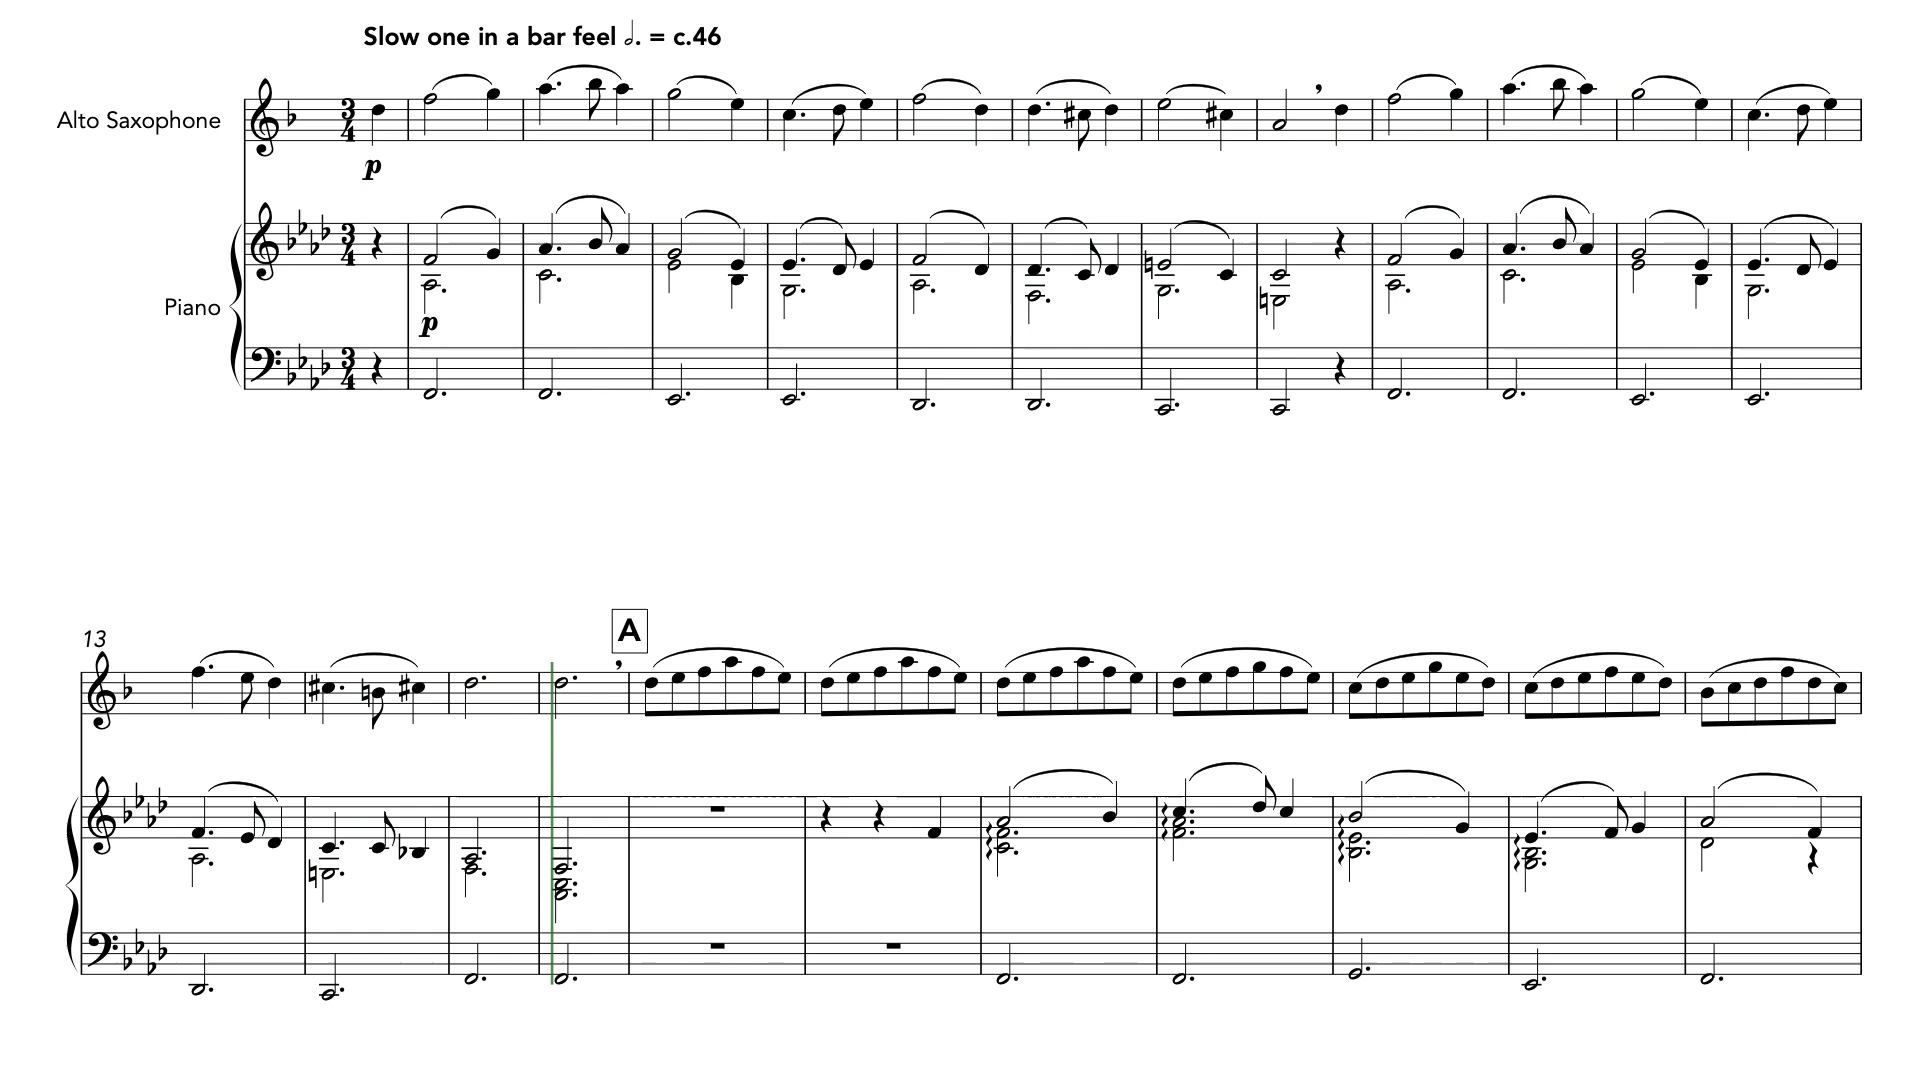 Slow one in a bar feel 𝅗𝅥. = c.46
Alto Saxophone
3
4
p
Piano
3
4
p
3
4
13
A